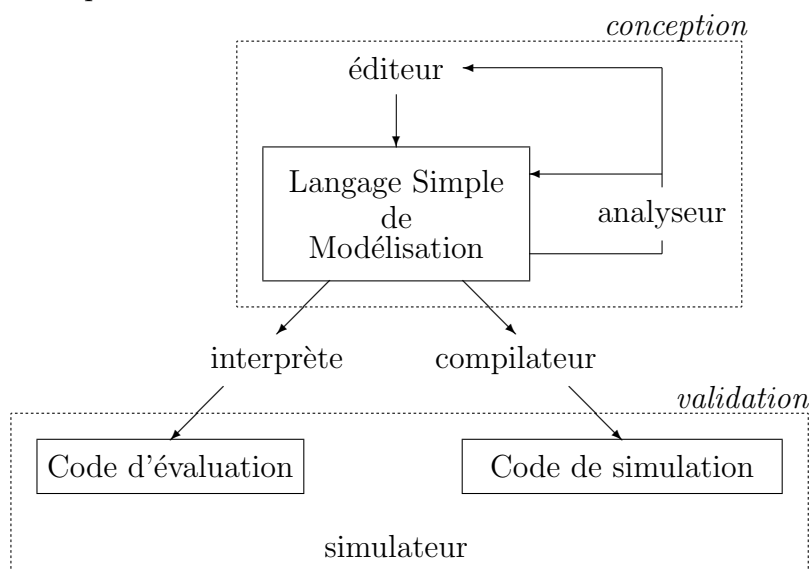 conception
éditeur
Langage Simple
de
Modélisation
analyseur
interprète
compilateur
validation
Code d'évaluation
Code de simulation
simulateur